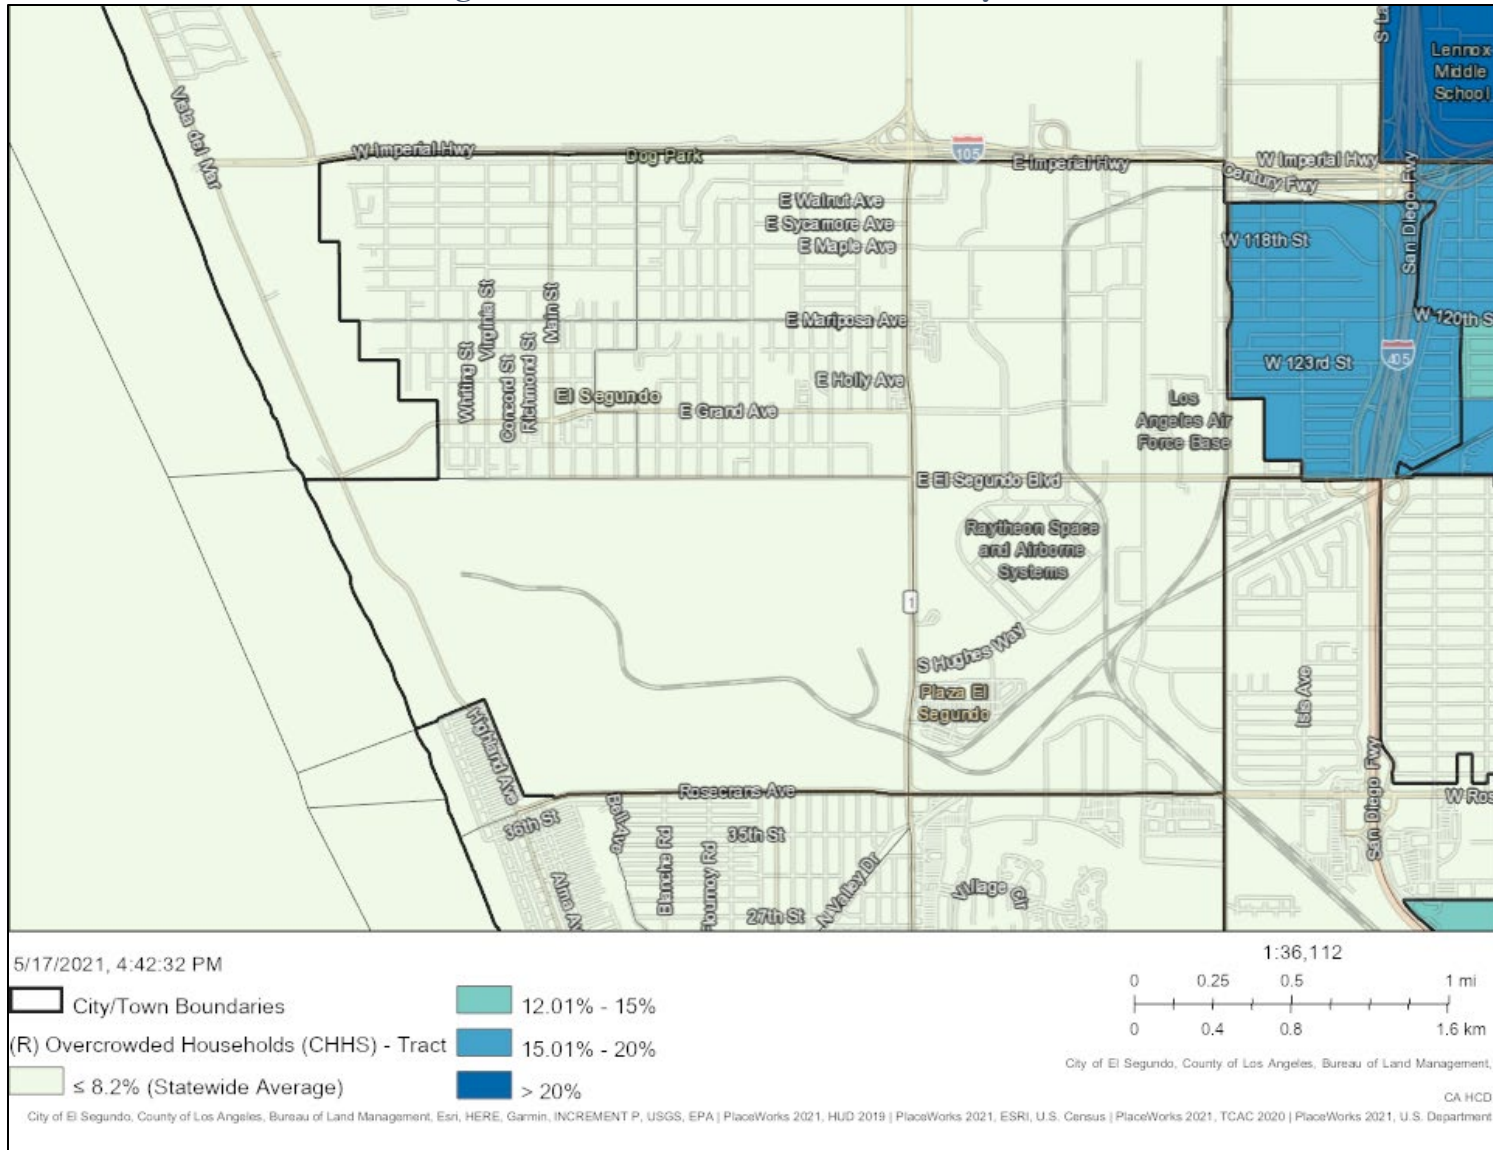 S La
Lennox
Middle
School
Vista del Mar
W Imperial Hwy
Dog Park
105
E Imperial Hwy
W Imperial Hwy
Century Fwy
San Diego Fwy
E Walnut Ave
E Sycamore Ave
E Maple Ave
W 118th St
Virginia St
Main St
E Mariposa Ave
W 120th S
Whiting St
Concord St
Richmond St
W 123rd St
405
E Holly Ave
El Segundo
E Grand Ave
Los
Angeles Air
Force Base
E El Segundo Blvd
Raytheon Space
and Airborne
Systems
1
S Hughes Way
Plaza El
Segundo
Isis Ave
Highland Ave
San Diego Fwy
Rosecrans Ave
W Ros
36th St
Bell Ave
Blanche Rd
Flournoy Rd
35th St
N Valley Dr
Village Cir
Alma Av
27th St
5/17/2021, 4:42:32 PM
City/Town Boundaries
(R) Overcrowded Households (CHHS) - Tract
≤ 8.2% (Statewide Average)
12.01% - 15%
15.01% - 20%
> 20%
1:36,112
0 0.25 0.5 1 mi
0 0.4 0.8 1.6 km
City of El Segundo, County of Los Angeles, Bureau of Land Management,
CA HCD
City of El Segundo, County of Los Angeles, Bureau of Land Management, Esri, HERE, Garmin, INCREMENT P, USGS, EPA | PlaceWorks 2021, HUD 2019 | PlaceWorks 2021, ESRI, U.S. Census | PlaceWorks 2021, TCAC 2020 | PlaceWorks 2021, U.S. Department